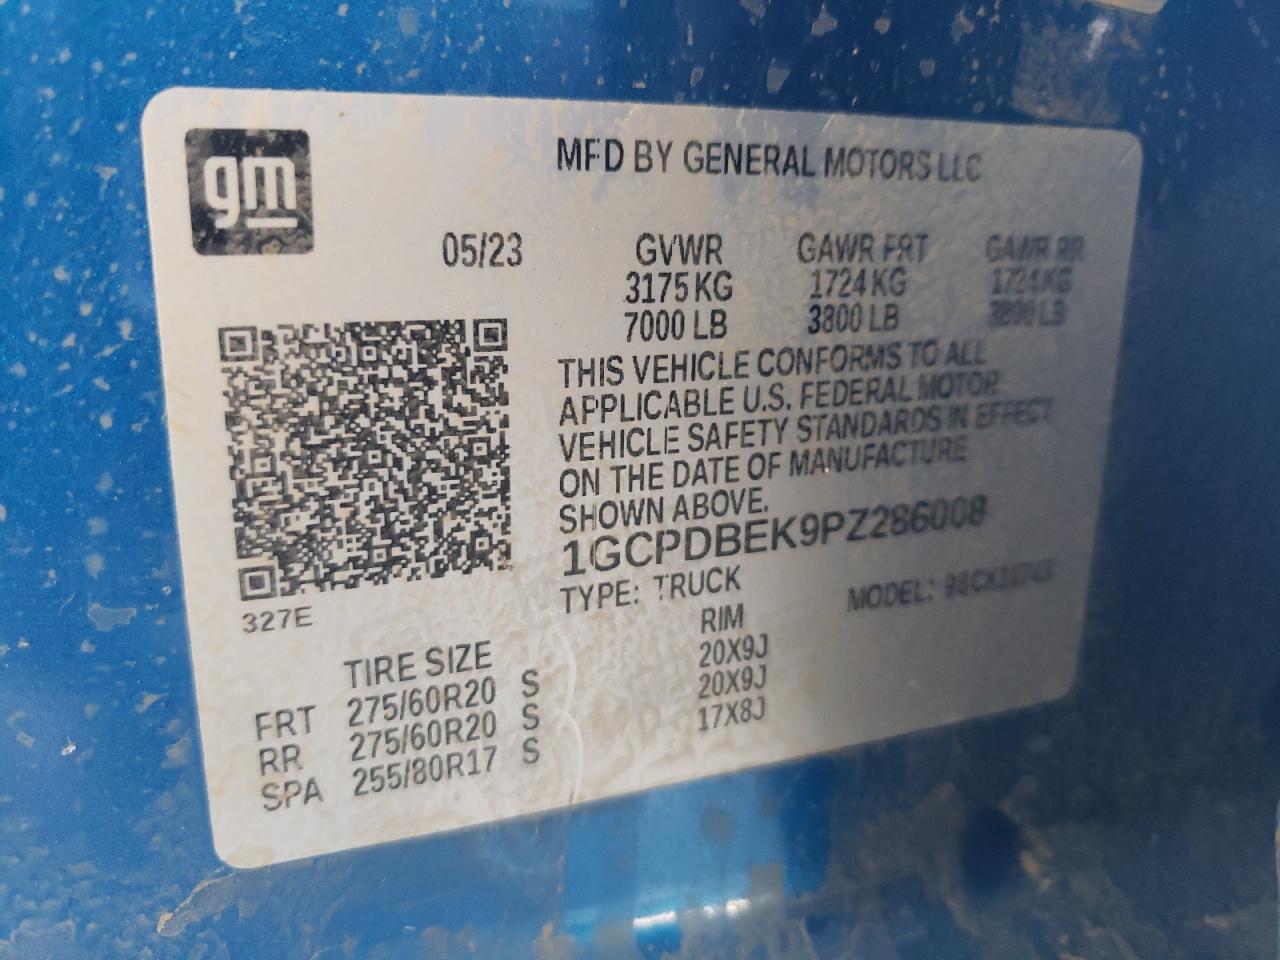 gm
MFD BY GENERAL MOTORS LLC
05/23 GVWR GAWR FRT GAWR RR
3175 KG 1724 KG 1724 KG
7000 LB 3800 LB 3800 LB
THIS VEHICLE CONFORMS TO ALL
APPLICABLE U.S. FEDERAL MOTOR
VEHICLE SAFETY STANDARDS IN EFFECT
ON THE DATE OF MANUFACTURE
SHOWN ABOVE.
1GCPDBEK9PZ286008
TYPE: TRUCK MODEL:
327E
TIRE SIZE RIM
FRT 275/60R20 S 20X9J
RR 275/60R20 S 20X9J
SPA 255/80R17 S 17X8J